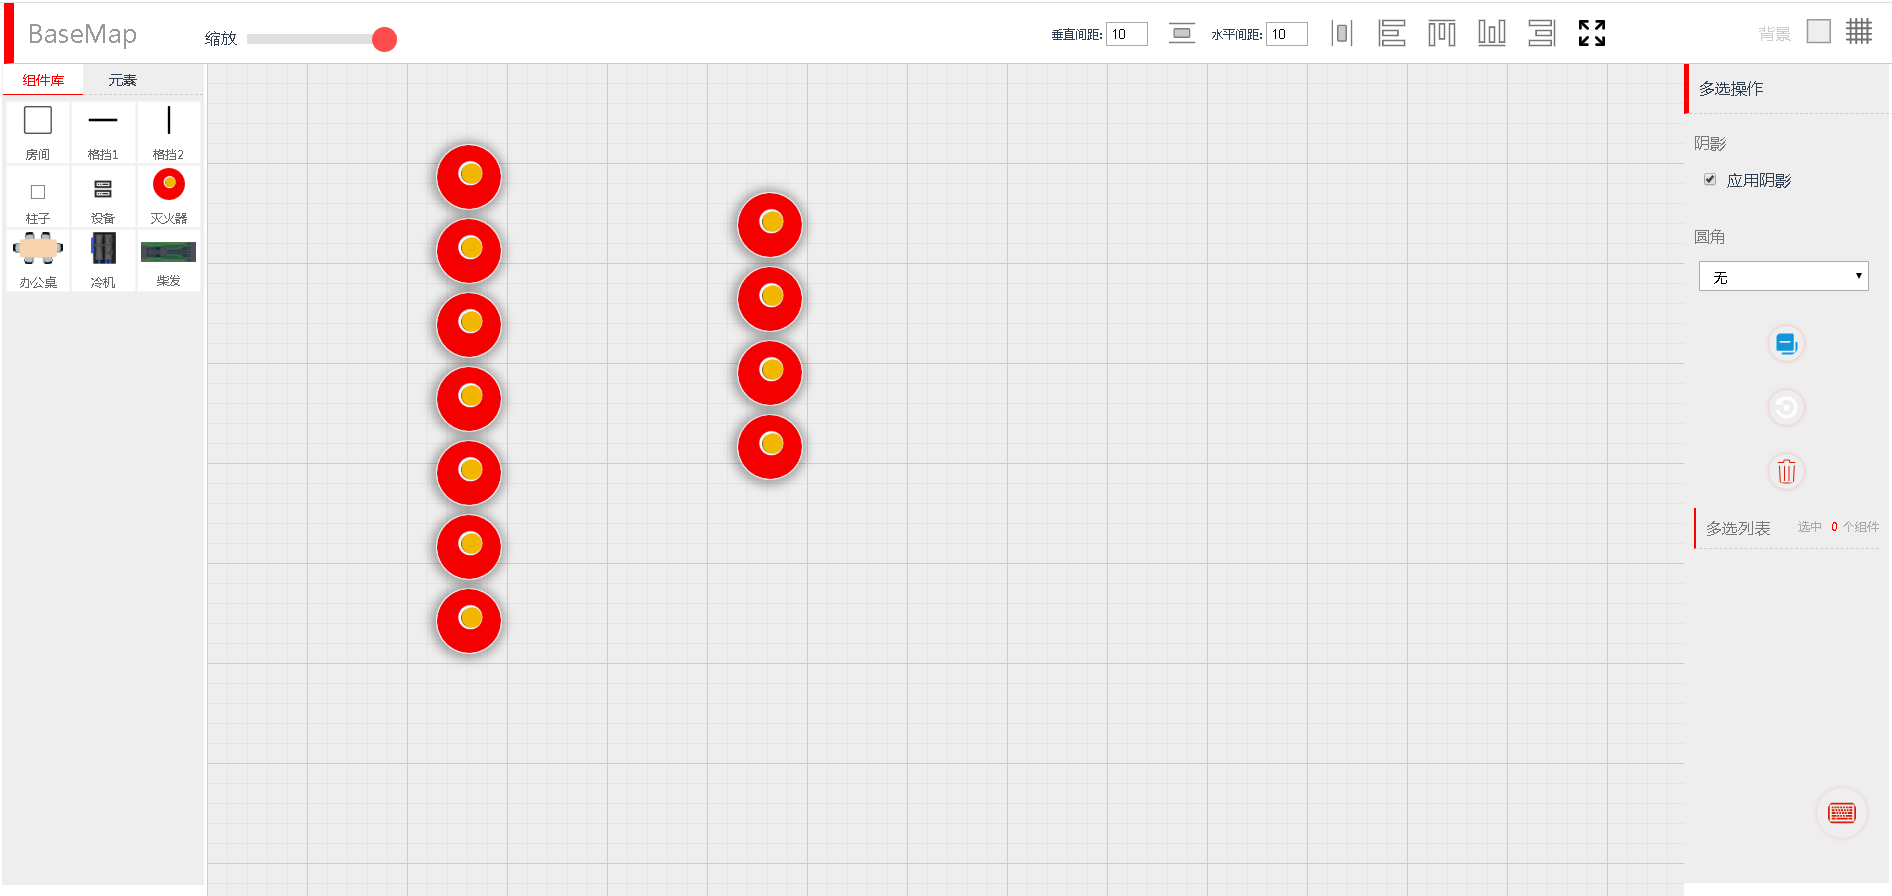 BaseMap
缩放
垂直间距: 10
水平间距: 10
背景
组件库 元素
房间 格挡1 格挡2
柱子 设备 灭火器
办公桌 冷机 柴发
多选操作
阴影
应用阴影
圆角
无
多选列表 选中 0 个组件